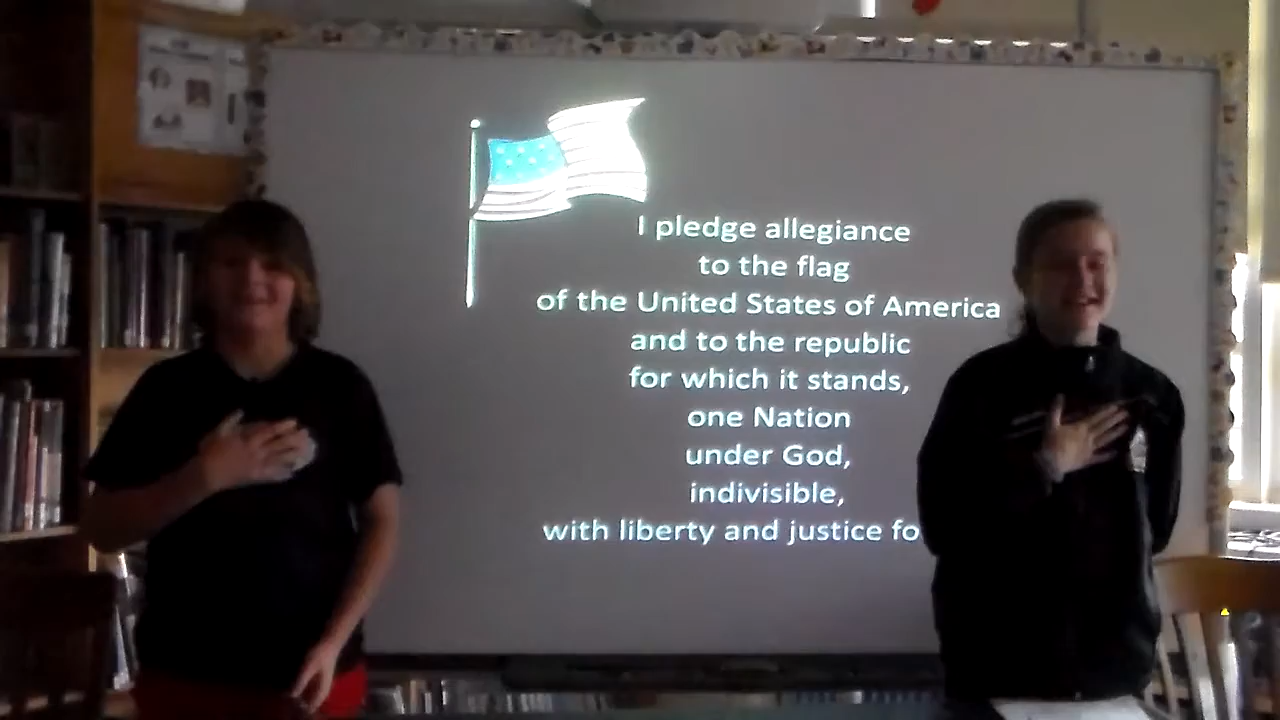 I pledge allegiance
to the flag
of the United States of America
and to the republic
for which it stands,
one Nation
under God,
indivisible,
with liberty and justice fo